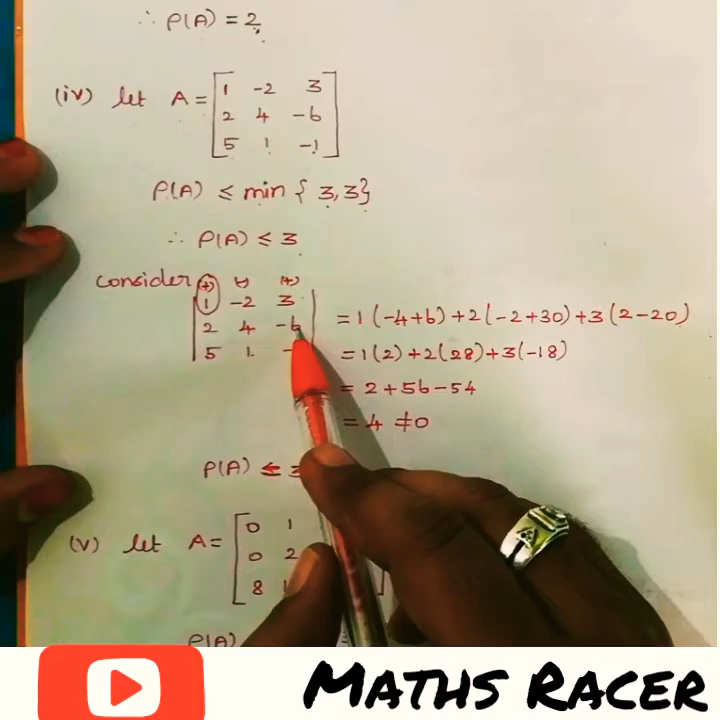 ∴ ρ(A) = 2
(iv) let A = [1 -2 3
2 4 -6
5 1 -1]
ρ(A) ≤ min { 3, 3}
∴ ρ(A) ≤ 3
consider (+) (-) (+)
|1 -2 3
2 4 -6
5 1 -|
= 1(-4+6)+2(-2+30)+3(2-20)
= 1(2)+2(28)+3(-18)
= 2+56-54
= 4 ≠0
ρ(A) ≤ 3
(v) let A = [0 1
0 2
8 ]
ρ(A)
MATHS RACER